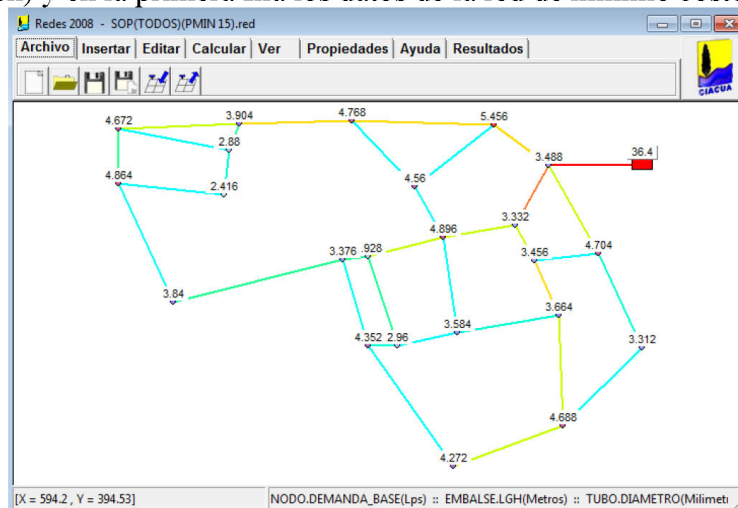 Redes 2008 - SOP(TODOS)(PMIN 15).red
Archivo Insertar Editar Calcular Ver Propiedades Ayuda Resultados
CIACUA
4.672 3.904 4.768 5.456
2.88 3.488 36.4
4.864 2.416 4.56
3.332
4.896
3.376 .928 3.456 4.704
3.84
3.584 3.664
4.352 2.96 3.312
4.688
4.272
[X = 594.2 , Y = 394.53] NODO.DEMANDA_BASE(Lps) :: EMBALSE.LGH(Metros) :: TUBO.DIAMETRO(Milimetr